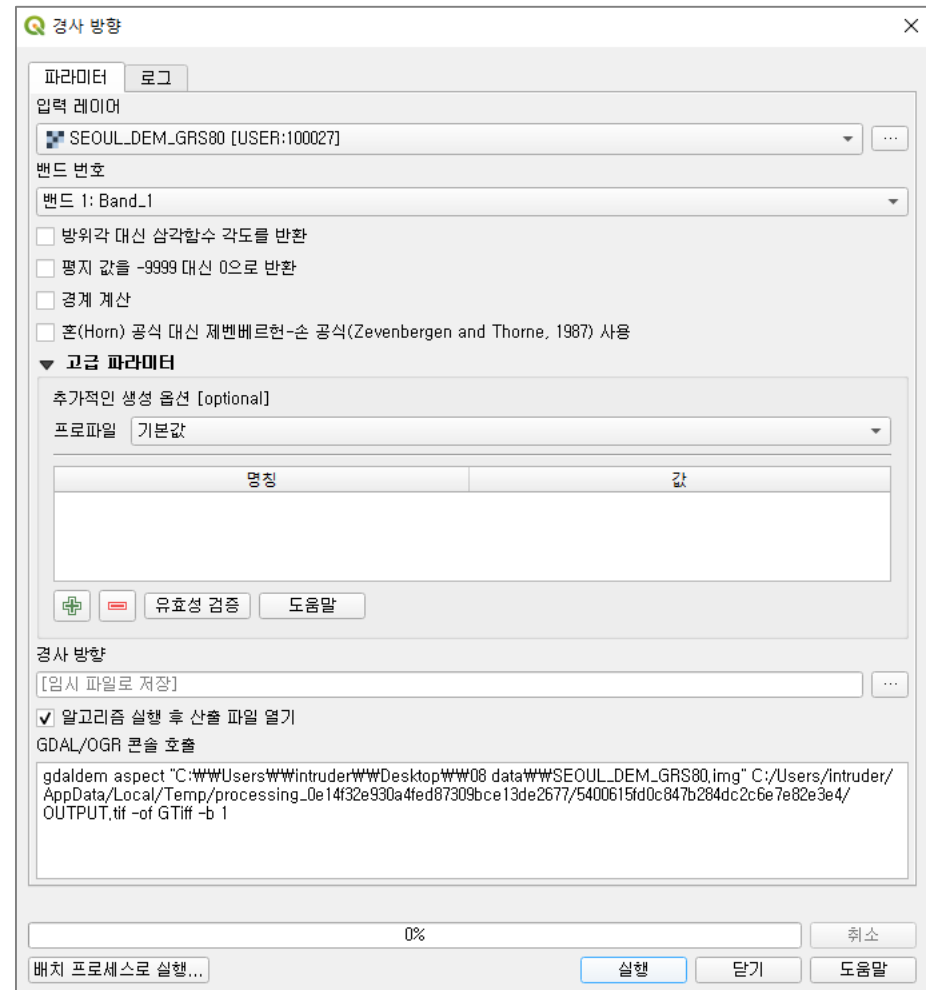 경사 방향
파라미터 로그
입력 레이어
SEOUL_DEM_GRS80 [USER:100027]
밴드 번호
밴드 1: Band_1
방위각 대신 삼각함수 각도를 반환
평지 값을 -9999 대신 0으로 반환
경계 계산
혼(Horn) 공식 대신 제벤베르헌-손 공식(Zevenbergen and Thorne, 1987) 사용
고급 파라미터
추가적인 생성 옵션 [optional]
프로파일 기본값
명칭 값
유효성 검증 도움말
경사 방향
[임시 파일로 저장]
알고리즘 실행 후 산출 파일 열기
GDAL/OGR 콘솔 호출
gdaldem aspect "C:₩₩Users₩₩intruder₩₩Desktop₩₩08 data₩₩SEOUL_DEM_GRS80.img" C:/Users/intruder/
AppData/Local/Temp/processing_0e14f32e930a4fed87309bce13de2677/5400615fd0c847b284dc2c6e7e82e3e4/
OUTPUT.tif -of GTiff -b 1
0% 취소
배치 프로세스로 실행... 실행 닫기 도움말